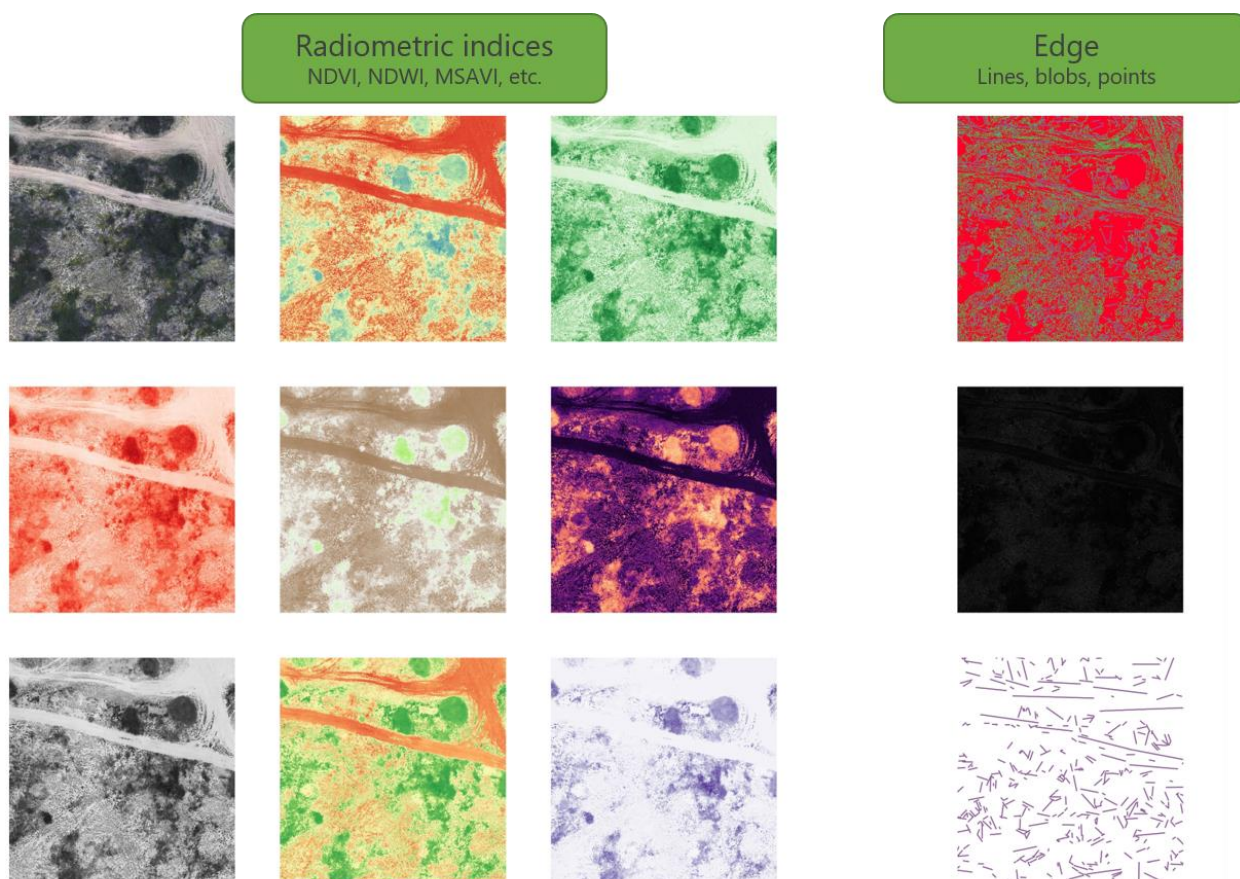 Radiometric indices
NDVI, NDWI, MSAVI, etc.
Edge
Lines, blobs, points